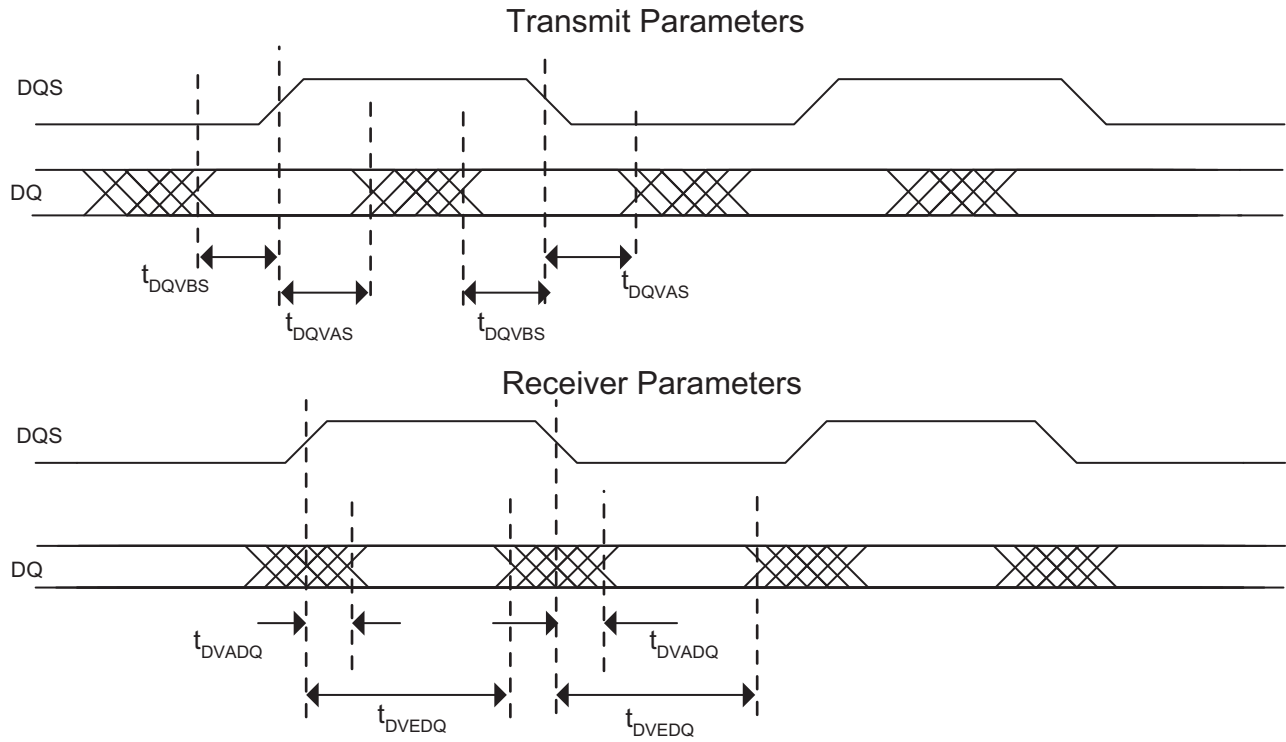 Transmit Parameters
DQS
DQ
tDQVBS
tDQVAS
tDQVAS
tDQVBS
Receiver Parameters
DQS
DQ
tDVADQ
tDVADQ
tDVEDQ
tDVEDQ